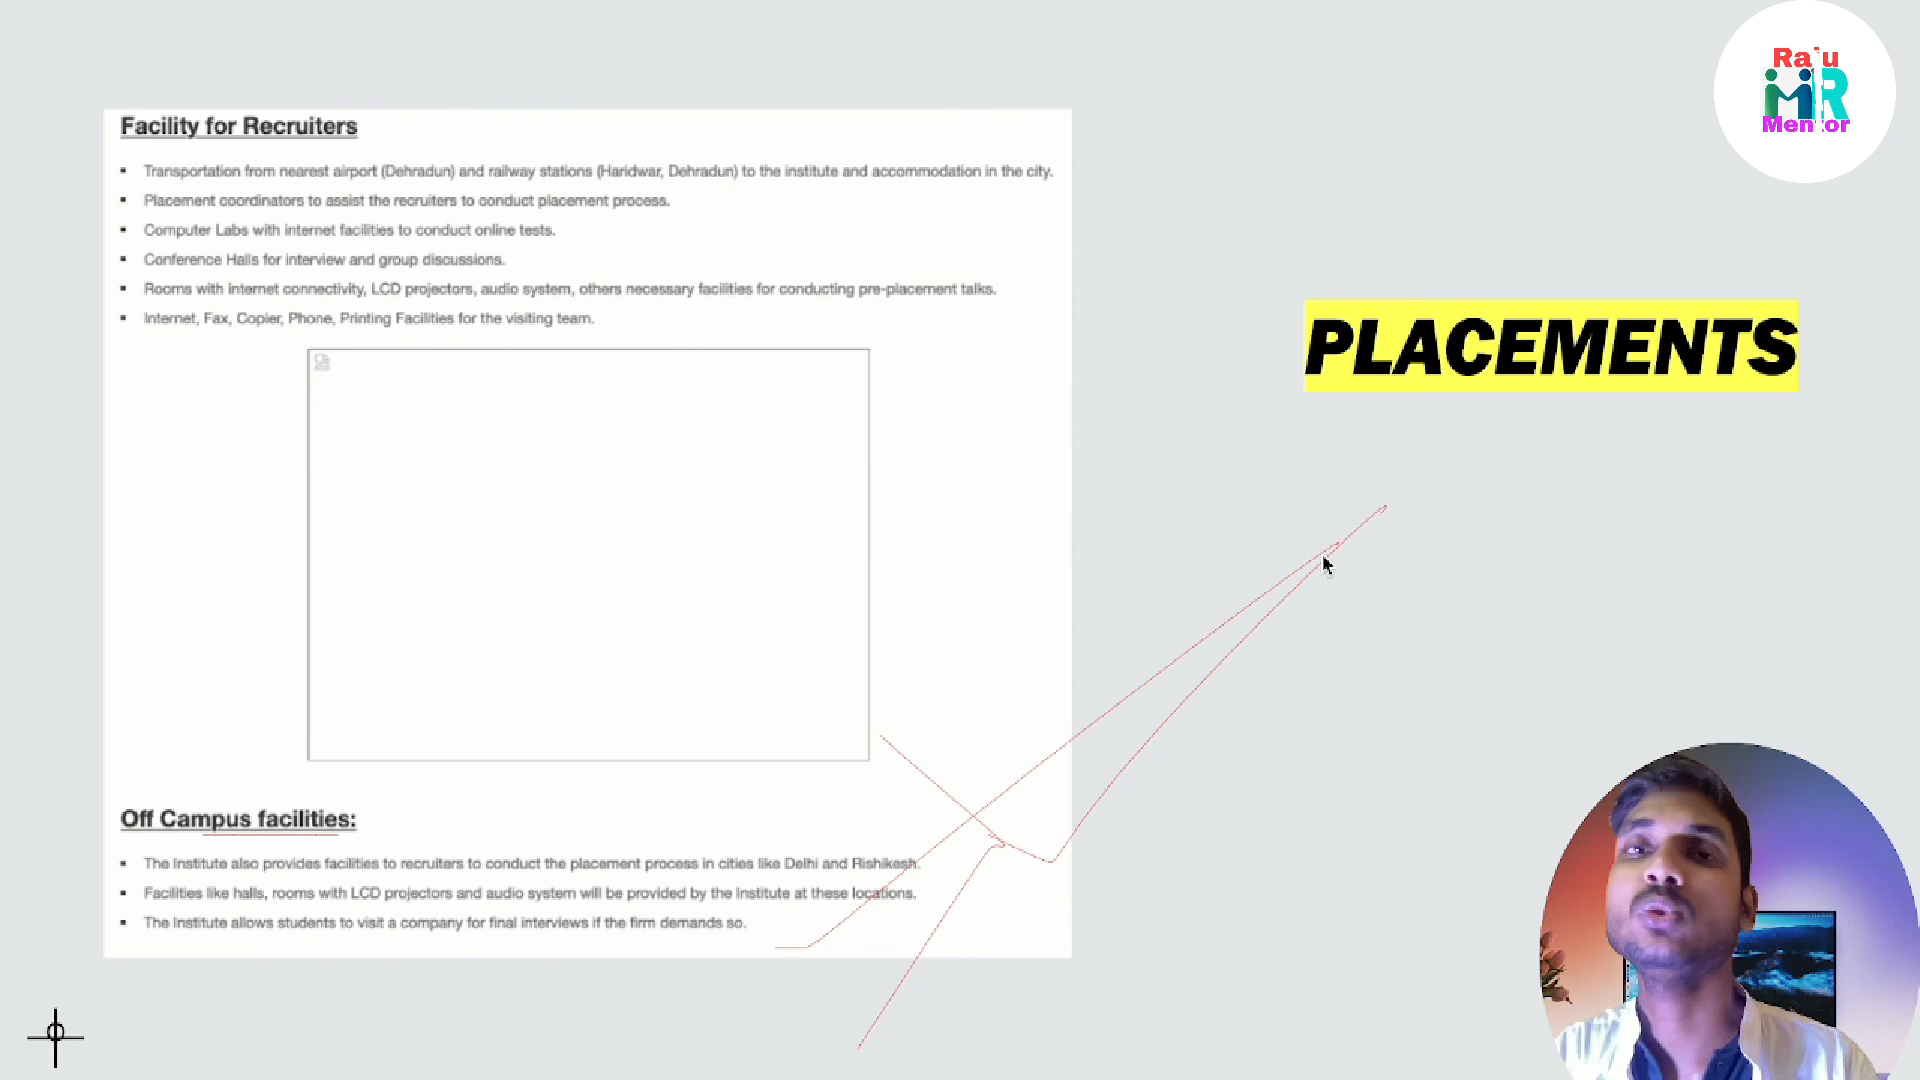 Raju
MR
Mentor
Facility for Recruiters
Transportation from nearest airport (Dehradun) and railway stations (Haridwar, Dehradun) to the institute and accommodation in the city.
Placement coordinators to assist the recruiters to conduct placement process.
Computer Labs with internet facilities to conduct online tests.
Conference Halls for interview and group discussions.
Rooms with internet connectivity, LCD projectors, audio system, others necessary facilities for conducting pre-placement talks.
Internet, Fax, Copier, Phone, Printing Facilities for the visiting team.
PLACEMENTS
Off Campus facilities:
The Institute also provides facilities to recruiters to conduct the placement process in cities like Delhi and Rishikesh.
Facilities like halls, rooms with LCD projectors and audio system will be provided by the Institute at these locations.
The Institute allows students to visit a company for final interviews if the firm demands so.